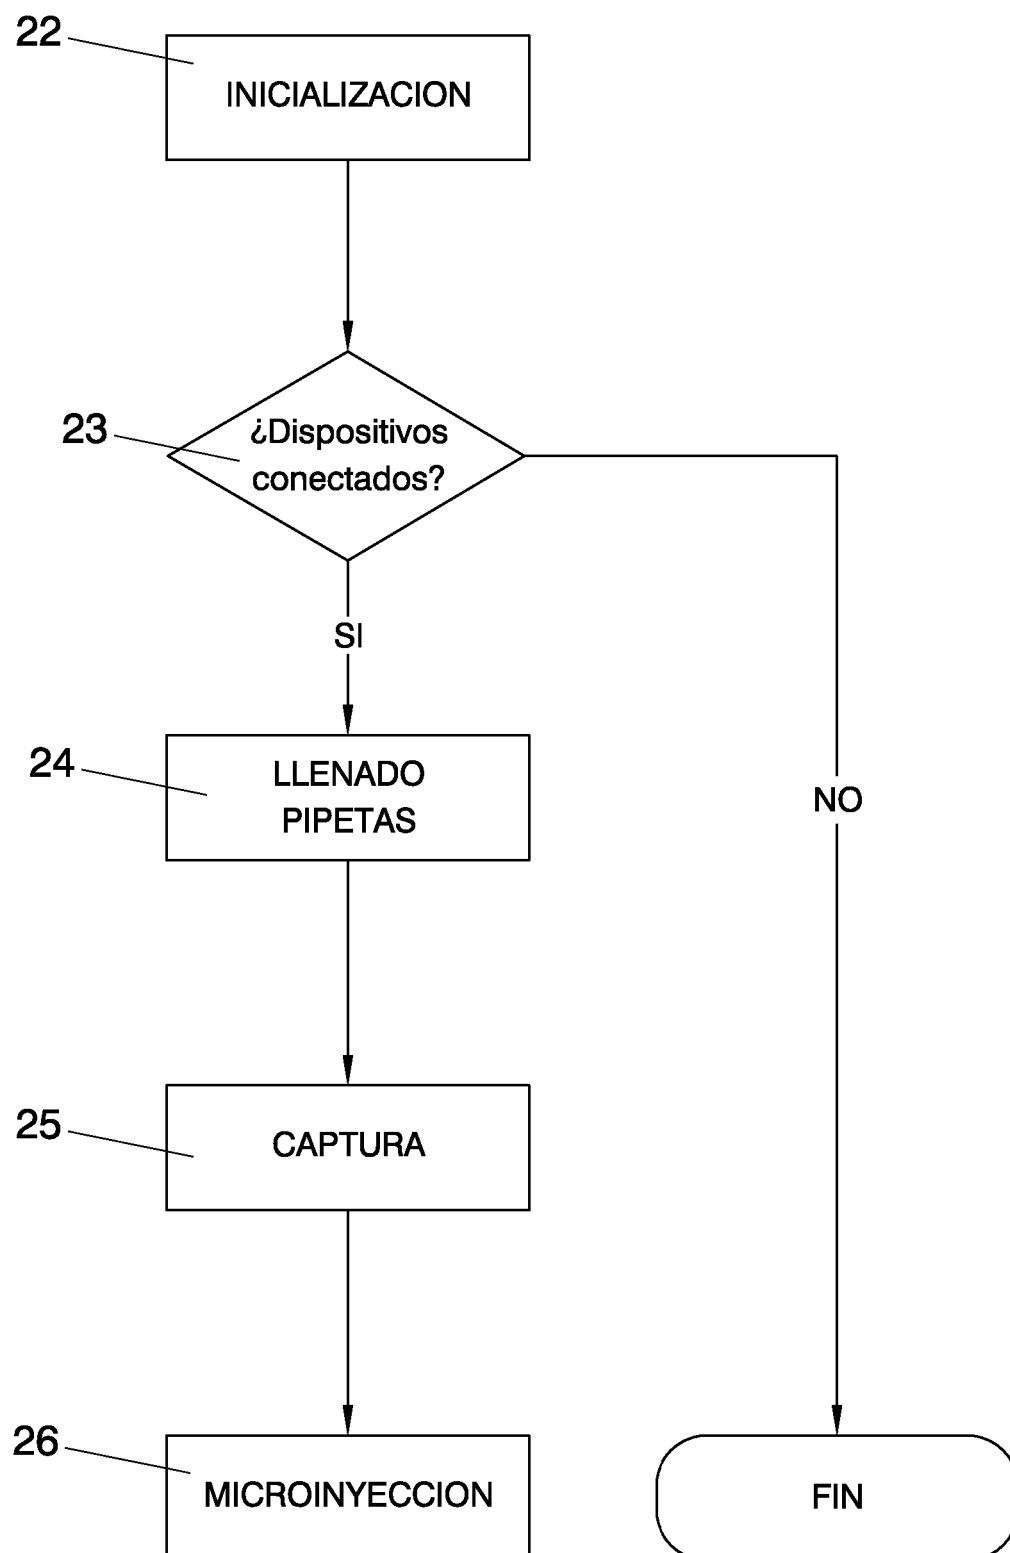 22
INICIALIZACION
23
¿Dispositivos
conectados?
SI
24
LLENADO
PIPETAS
NO
25
CAPTURA
26
MICROINYECCION
FIN